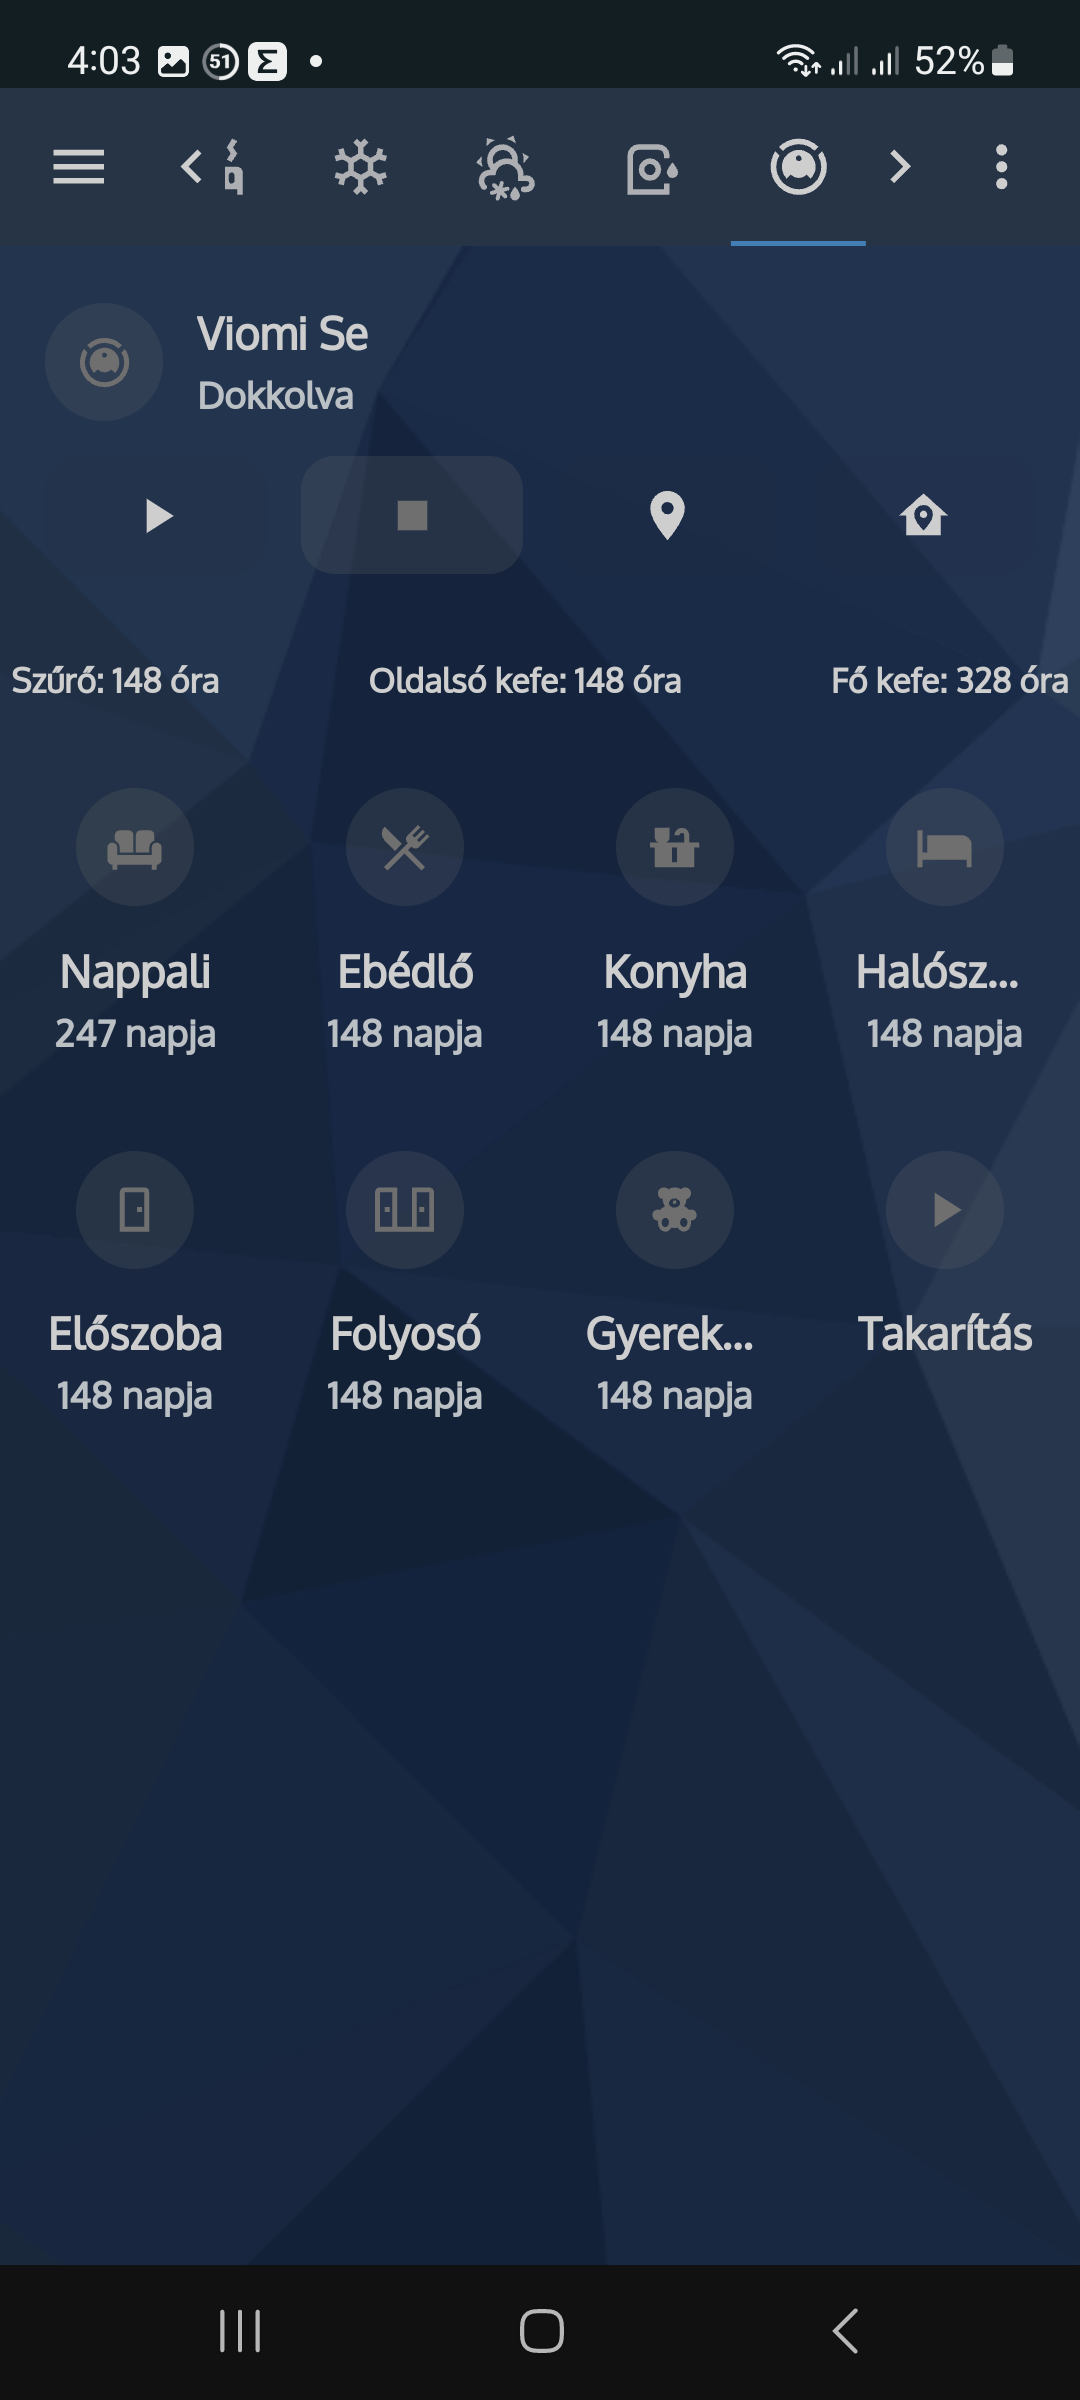 4:03 51 52%
Viomi Se
Dokkolva
Szűrő: 148 óra Oldalsó kefe: 148 óra Fő kefe: 328 óra
Nappali Ebédlő Konyha Halósz...
247 napja 148 napja 148 napja 148 napja
Előszoba Folyosó Gyerek... Takarítás
148 napja 148 napja 148 napja